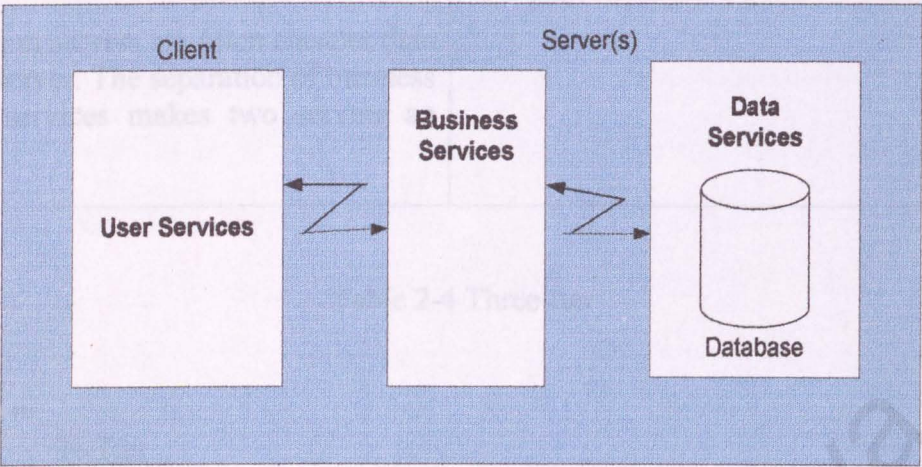 Client
Server(s)
Business
Services
Data
Services
User Services
Database